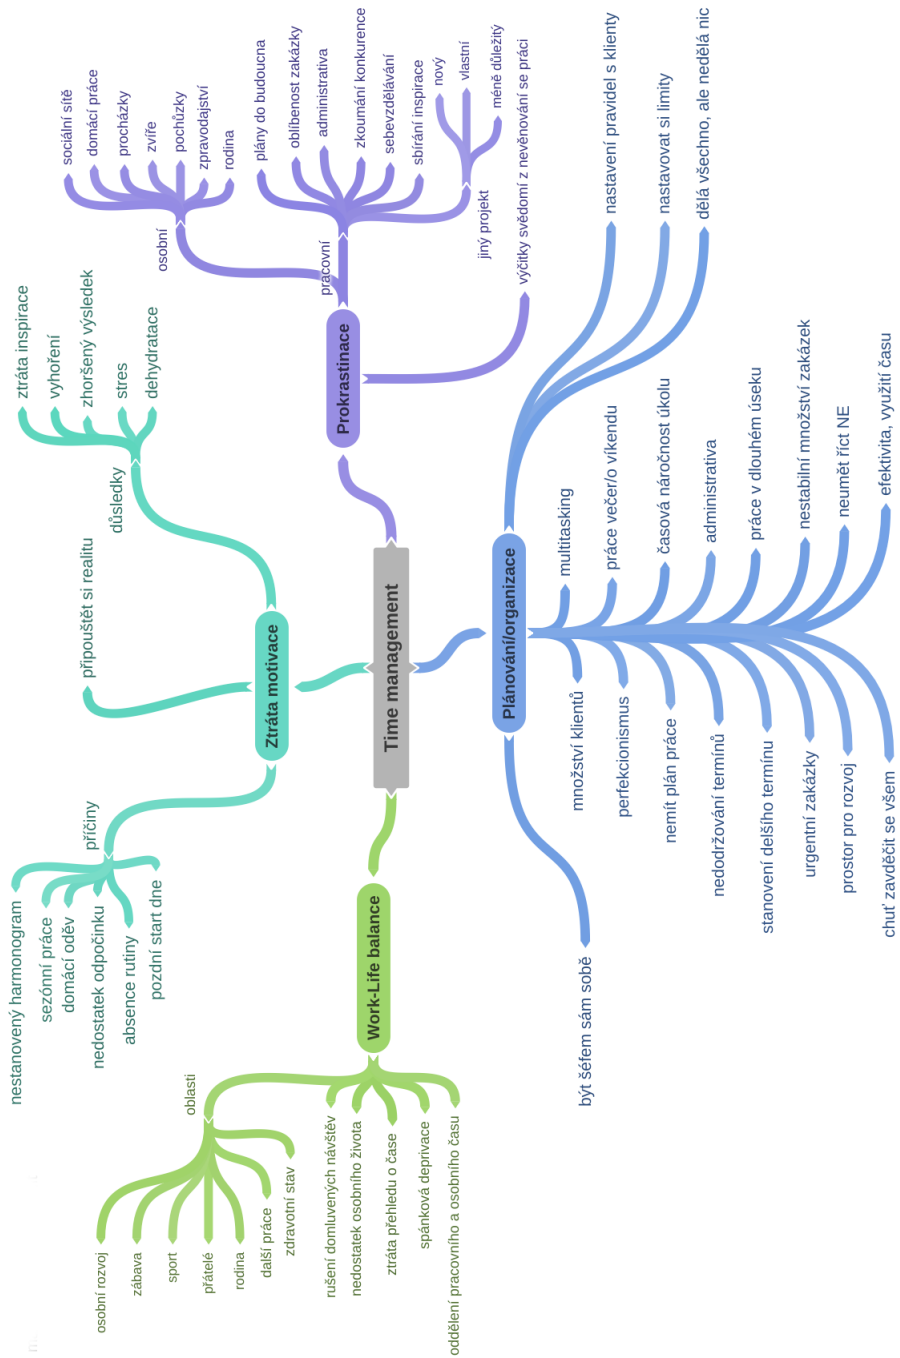 Time management
Ztráta motivace
příčiny
nestanovený harmonogram
sezónní práce
domácí oděv
nedostatek odpočinku
absence rutiny
pozdní start dne
připouštět si realitu
důsledky
ztráta inspirace
vyhoření
zhoršený výsledek
stres
dehydratace
Prokrastinace
osobní
sociální sítě
domácí práce
procházky
zvíře
pochůzky
zpravodajství
rodina
pracovní
plány do budoucna
oblíbenost zakázky
administrativa
zkoumání konkurence
sebevzdělávání
sbírání inspirace
jiný projekt
nový
vlastní
méně důležitý
výčitky svědomí z nevěnování se práci
Work-Life balance
oblasti
osobní rozvoj
zábava
sport
přátelé
rodina
další práce
zdravotní stav
rušení domluvených návštěv
nedostatek osobního života
ztráta přehledu o čase
spánková deprivace
oddělení pracovního a osobního času
Plánování/organizace
nastavení pravidel s klienty
nastavovat si limity
dělá všechno, ale nedělá nic
multitasking
práce večer/o víkendu
časová náročnost úkolu
administrativa
práce v dlouhém úseku
nestabilní množství zakázek
neumět říct NE
efektivita, využití času
množství klientů
perfekcionismus
nemít plán práce
nedodržování termínů
stanovení delšího termínu
urgentní zakázky
prostor pro rozvoj
chuť zavděčit se všem
být šéfem sám sobě